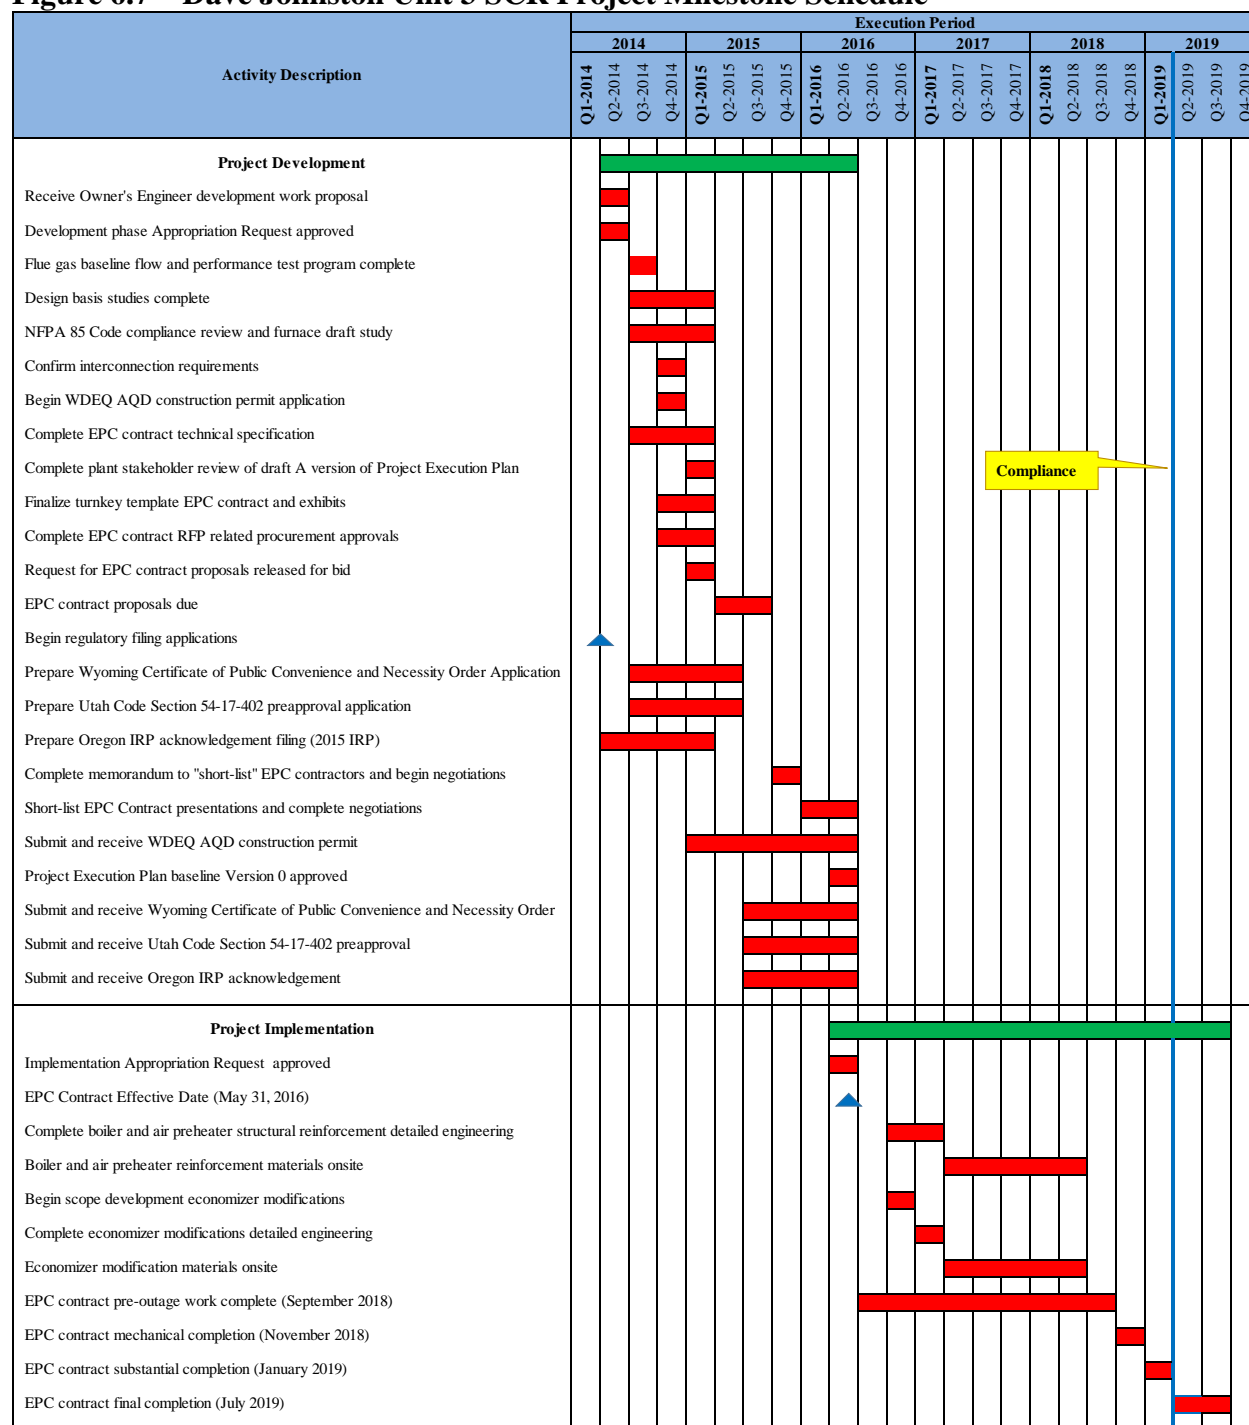 Figure 6.7 – Dave Johnston Unit 3 SCR Project Milestone Schedule
Execution Period
2014 2015 2016 2017 2018 2019
Activity Description
Q1-2014 Q2-2014 Q3-2014 Q4-2014 Q1-2015 Q2-2015 Q3-2015 Q4-2015 Q1-2016 Q2-2016 Q3-2016 Q4-2016 Q1-2017 Q2-2017 Q3-2017 Q4-2017 Q1-2018 Q2-2018 Q3-2018 Q4-2018 Q1-2019 Q2-2019 Q3-2019 Q4-2019
Project Development
Receive Owner's Engineer development work proposal
Development phase Appropriation Request approved
Flue gas baseline flow and performance test program complete
Design basis studies complete
NFPA 85 Code compliance review and furnace draft study
Confirm interconnection requirements
Begin WDEQ AQD construction permit application
Complete EPC contract technical specification
Complete plant stakeholder review of draft A version of Project Execution Plan
Compliance
Finalize turnkey template EPC contract and exhibits
Complete EPC contract RFP related procurement approvals
Request for EPC contract proposals released for bid
EPC contract proposals due
Begin regulatory filing applications
Prepare Wyoming Certificate of Public Convenience and Necessity Order Application
Prepare Utah Code Section 54-17-402 preapproval application
Prepare Oregon IRP acknowledgement filing (2015 IRP)
Complete memorandum to "short-list" EPC contractors and begin negotiations
Short-list EPC Contract presentations and complete negotiations
Submit and receive WDEQ AQD construction permit
Project Execution Plan baseline Version 0 approved
Submit and receive Wyoming Certificate of Public Convenience and Necessity Order
Submit and receive Utah Code Section 54-17-402 preapproval
Submit and receive Oregon IRP acknowledgement
Project Implementation
Implementation Appropriation Request approved
EPC Contract Effective Date (May 31, 2016)
Complete boiler and air preheater structural reinforcement detailed engineering
Boiler and air preheater reinforcement materials onsite
Begin scope development economizer modifications
Complete economizer modifications detailed engineering
Economizer modification materials onsite
EPC contract pre-outage work complete (September 2018)
EPC contract mechanical completion (November 2018)
EPC contract substantial completion (January 2019)
EPC contract final completion (July 2019)